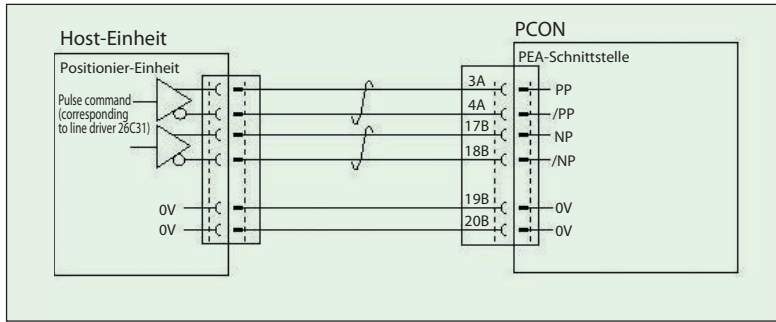 Host-Einheit
PCON
Positionier-Einheit
PEA-Schnittstelle
Pulse command
(corresponding
to line driver 26C31)
3A
PP
4A
/PP
17B
NP
18B
/NP
19B
0V
0V
20B
0V
0V